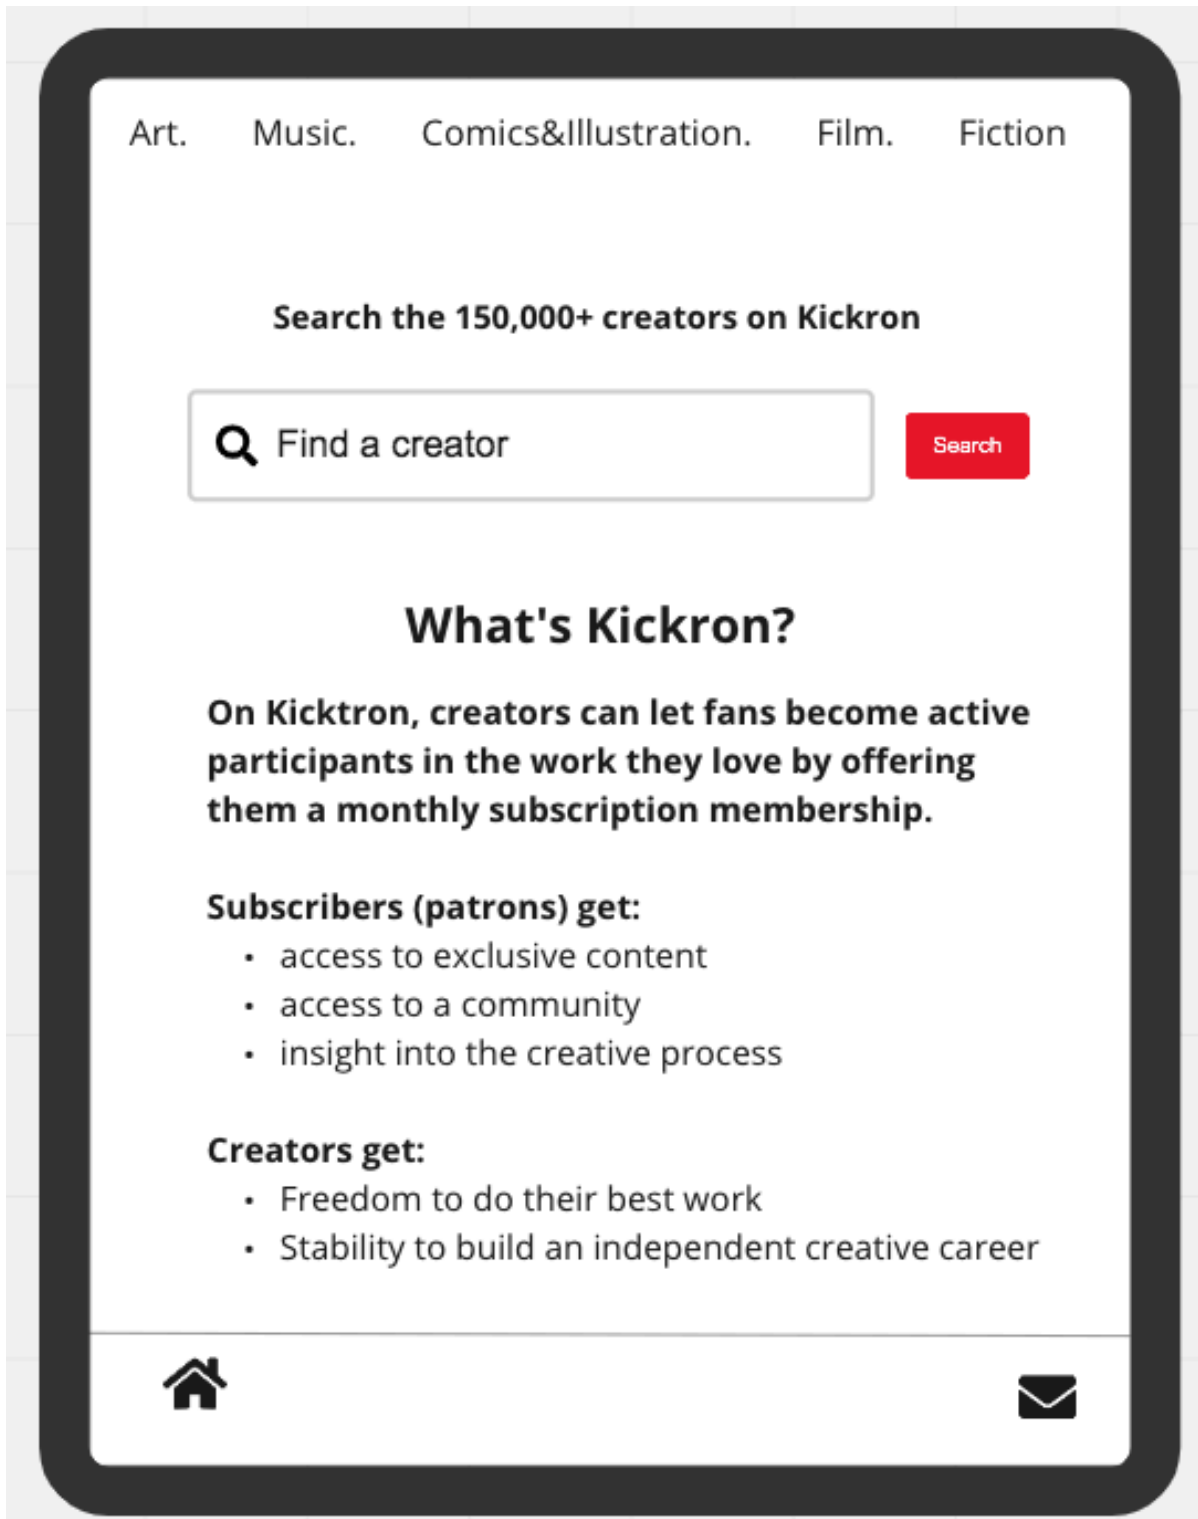 Art. Music. Comics&Illustration. Film. Fiction
Search the 150,000+ creators on Kickron
Find a creator
Search
What's Kickron?
On Kicktron, creators can let fans become active
participants in the work they love by offering
them a monthly subscription membership.
Subscribers (patrons) get:
• access to exclusive content
• access to a community
• insight into the creative process
Creators get:
• Freedom to do their best work
• Stability to build an independent creative career